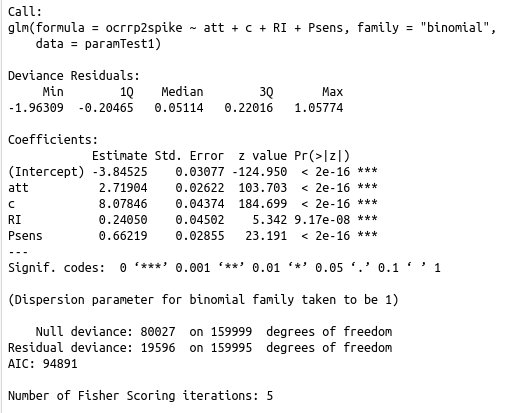 Call:
glm(formula = ocrrp2spike ~ att + c + RI + Psens, family = "binomial",
    data = paramTest1)

Deviance Residuals:
     Min       1Q   Median       3Q      Max
-1.96309 -0.20465  0.05114  0.22016  1.05774

Coefficients:
            Estimate Std. Error  z value Pr(>|z|)
(Intercept) -3.84525    0.03077 -124.950  < 2e-16 ***
att          2.71904    0.02622  103.703  < 2e-16 ***
c            8.07846    0.04374  184.699  < 2e-16 ***
RI           0.24050    0.04502    5.342 9.17e-08 ***
Psens        0.66219    0.02855   23.191  < 2e-16 ***
---
Signif. codes:  0 ‘***’ 0.001 ‘**’ 0.01 ‘*’ 0.05 ‘.’ 0.1 ‘ ’ 1

(Dispersion parameter for binomial family taken to be 1)

    Null deviance: 80027  on 159999  degrees of freedom
Residual deviance: 19596  on 159995  degrees of freedom
AIC: 94891

Number of Fisher Scoring iterations: 5